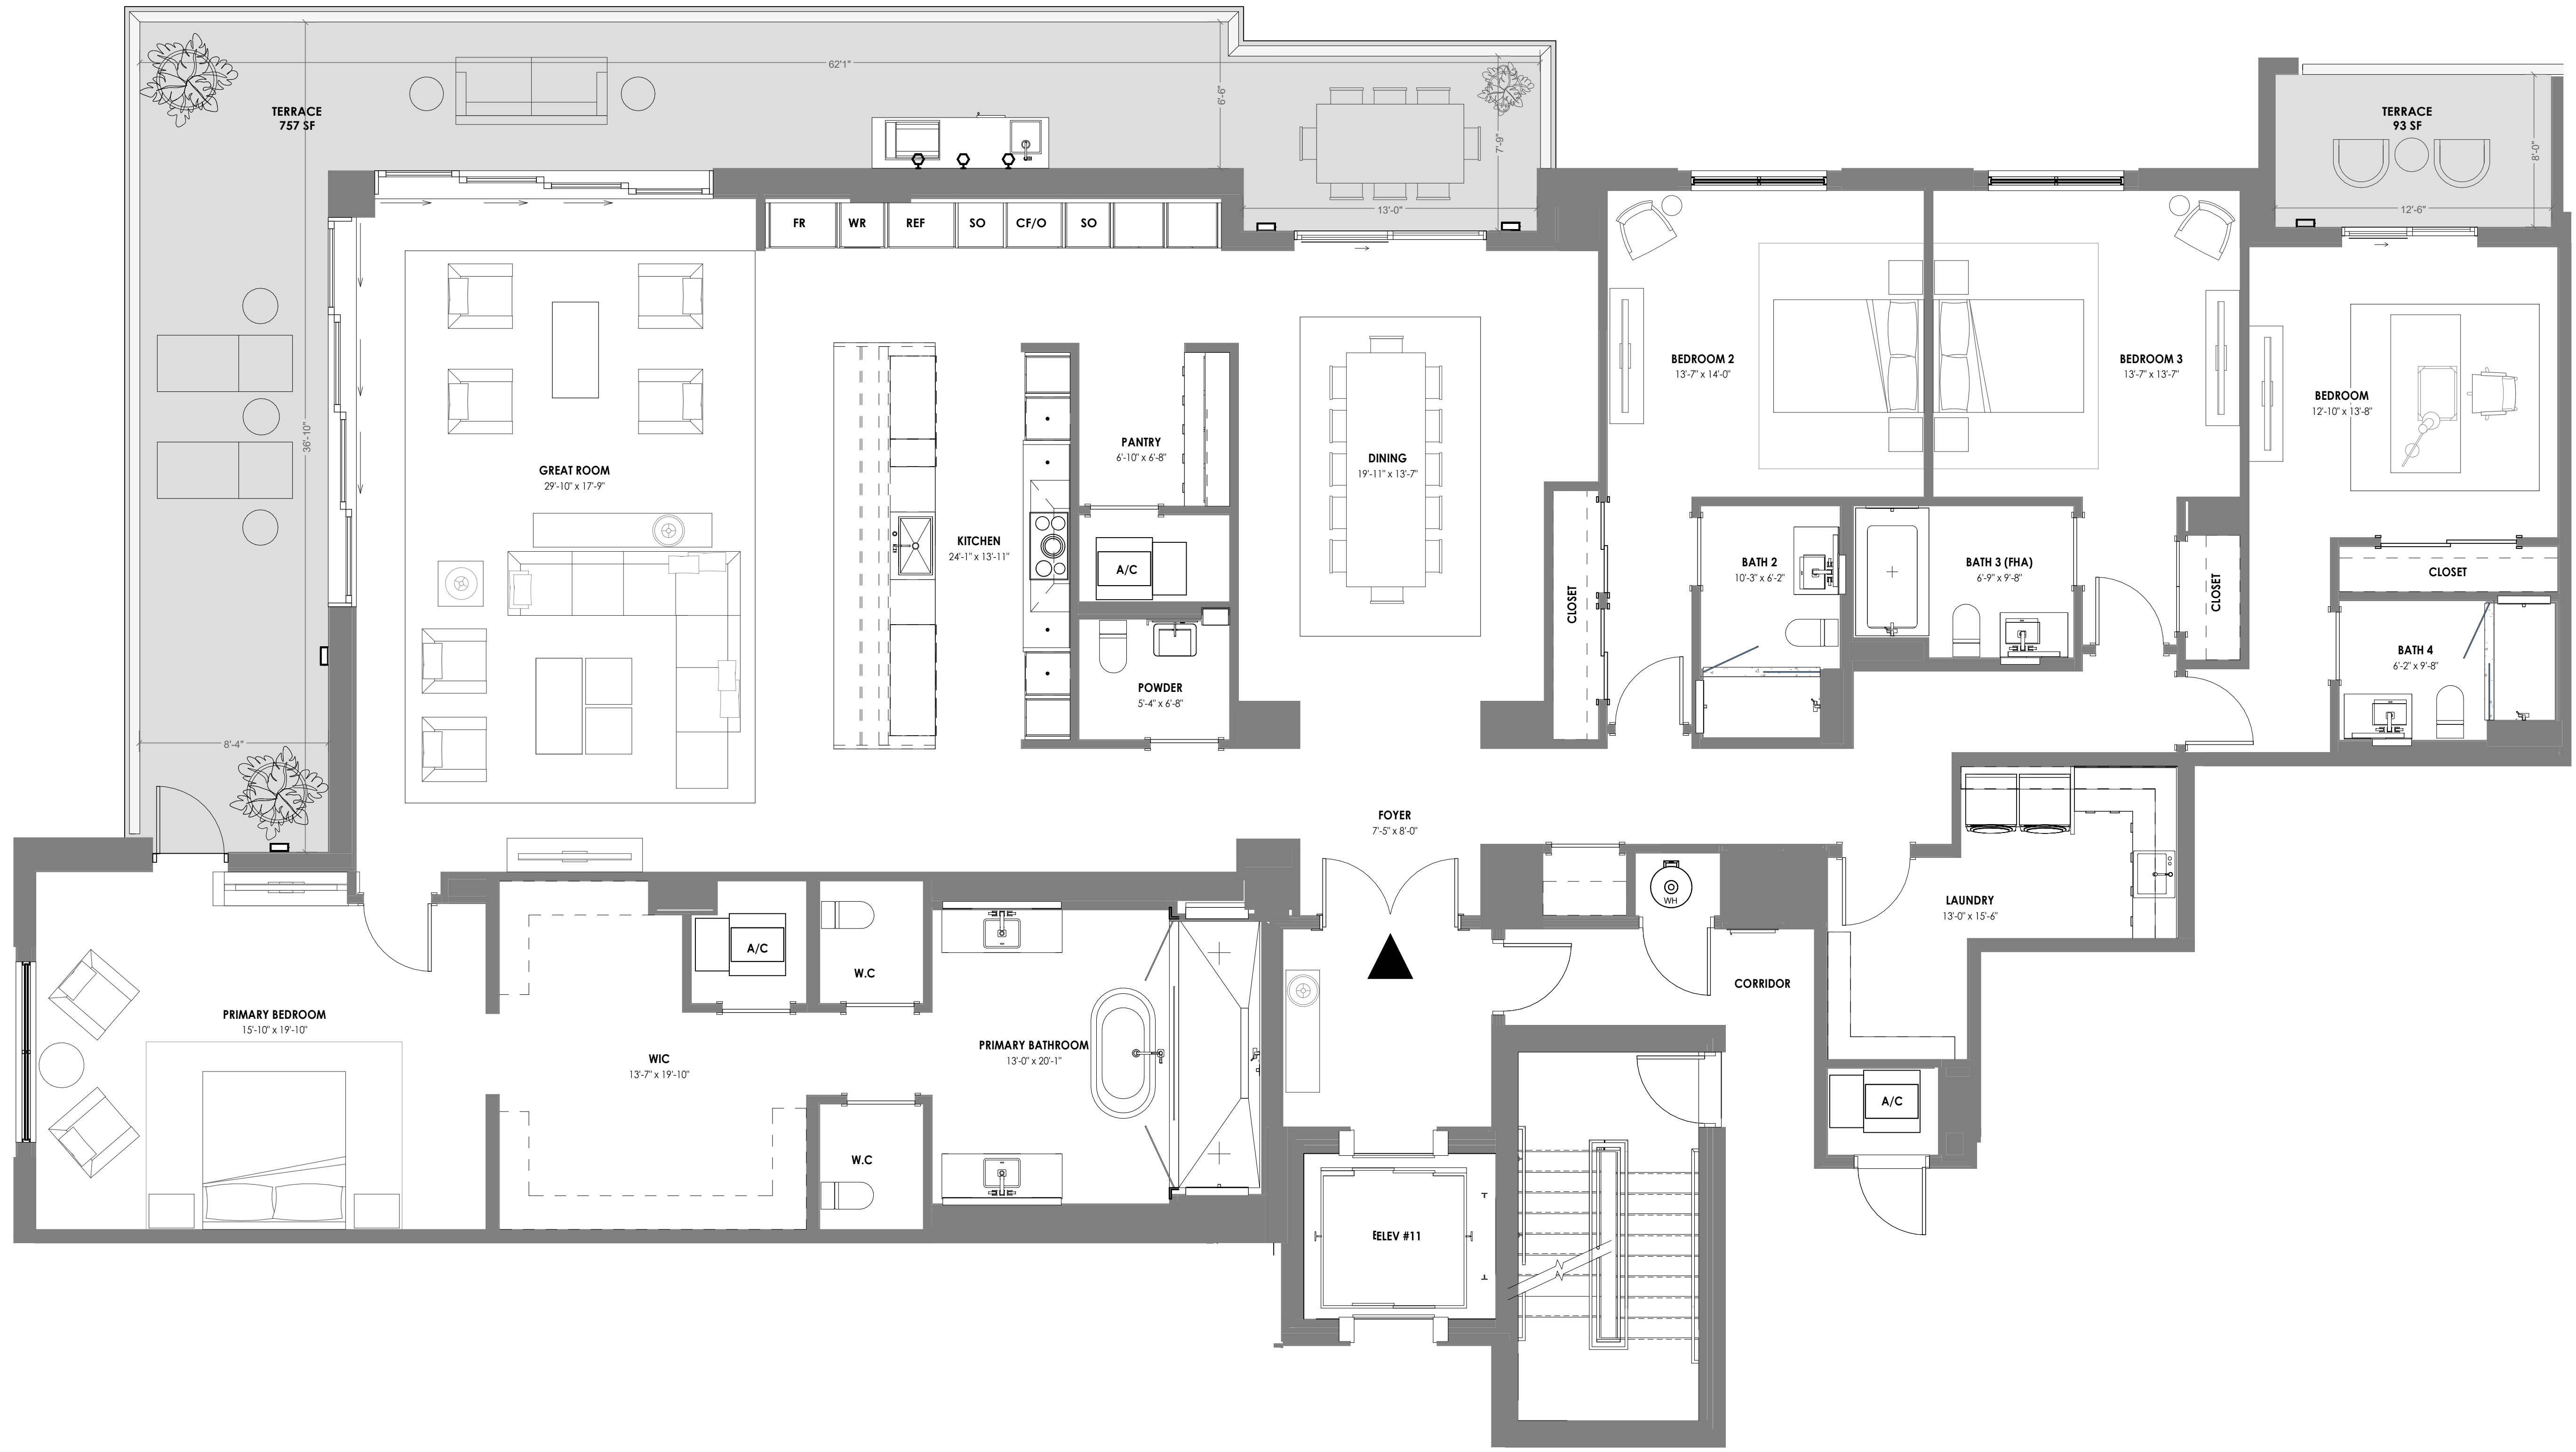 62'1"
TERRACE
757 SF
6'-6"
7'-9"
13'-0"
TERRACE
93 SF
8'-0"
12'-6"
36'-10"
8'-4"
FR
WR
REF
SO
CF/O
SO
GREAT ROOM
29'-10" x 17'-9"
KITCHEN
24'-1" x 13'-11"
PANTRY
6'-10" x 6'-8"
A/C
POWDER
5'-4" x 6'-8"
DINING
19'-11" x 13'-7"
CLOSET
BEDROOM 2
13'-7" x 14'-0"
BEDROOM 3
13'-7" x 13'-7"
BEDROOM
12'-10" x 13'-8"
BATH 2
10'-3" x 6'-2"
BATH 3 (FHA)
6'-9" x 9'-8"
CLOSET
CLOSET
BATH 4
6'-2" x 9'-8"
FOYER
7'-5" x 8'-0"
WH
LAUNDRY
13'-0" x 15'-6"
CORRIDOR
A/C
PRIMARY BEDROOM
15'-10" x 19'-10"
WIC
13'-7" x 19'-10"
A/C
W.C
W.C
PRIMARY BATHROOM
13'-0" x 20'-1"
EELEV #11